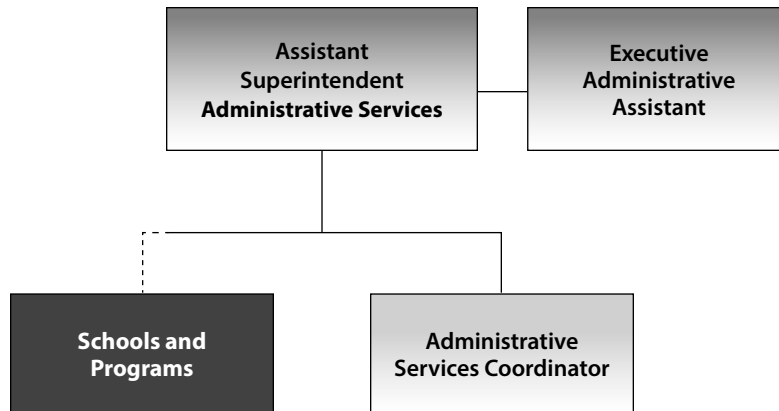 Assistant
Superintendent
Administrative Services
Executive
Administrative
Assistant
Schools and
Programs
Administrative
Services Coordinator